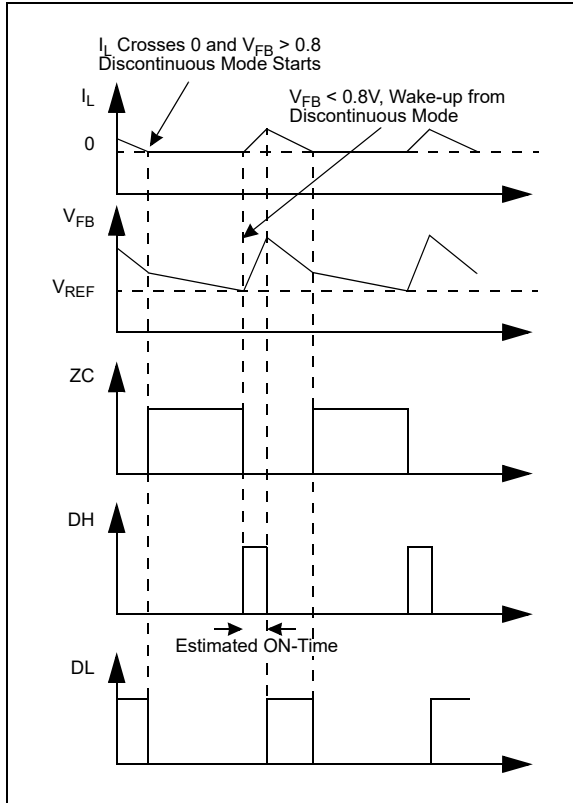 I_L Crosses 0 and V_FB > 0.8
Discontinuous Mode Starts
V_FB < 0.8V, Wake-up from
Discontinuous Mode
I_L
0
V_FB
V_REF
ZC
DH
Estimated ON-Time
DL